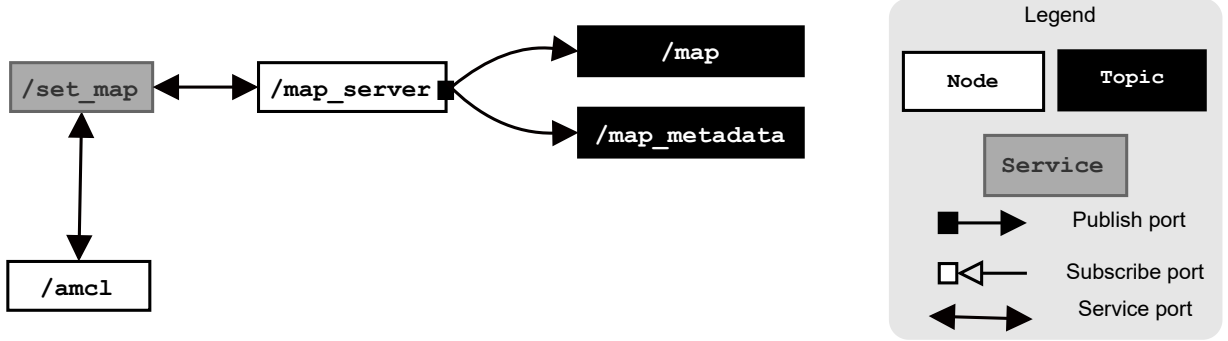 /set_map
/map_server
/map
/map_metadata
/amcl
Legend
Node
Topic
Service
Publish port
Subscribe port
Service port